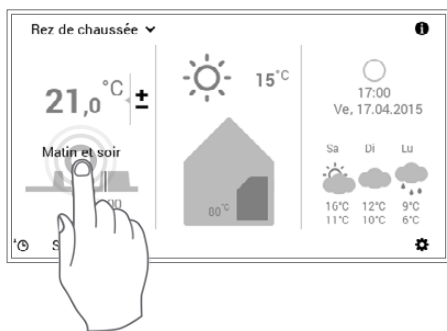 Rez de chaussée
21,0 °C ±
15°C
17:00
Ve, 17.04.2015
Matin et soir
80°C
Sa Di Lu
16°C 12°C 9°C
11°C 10°C 6°C